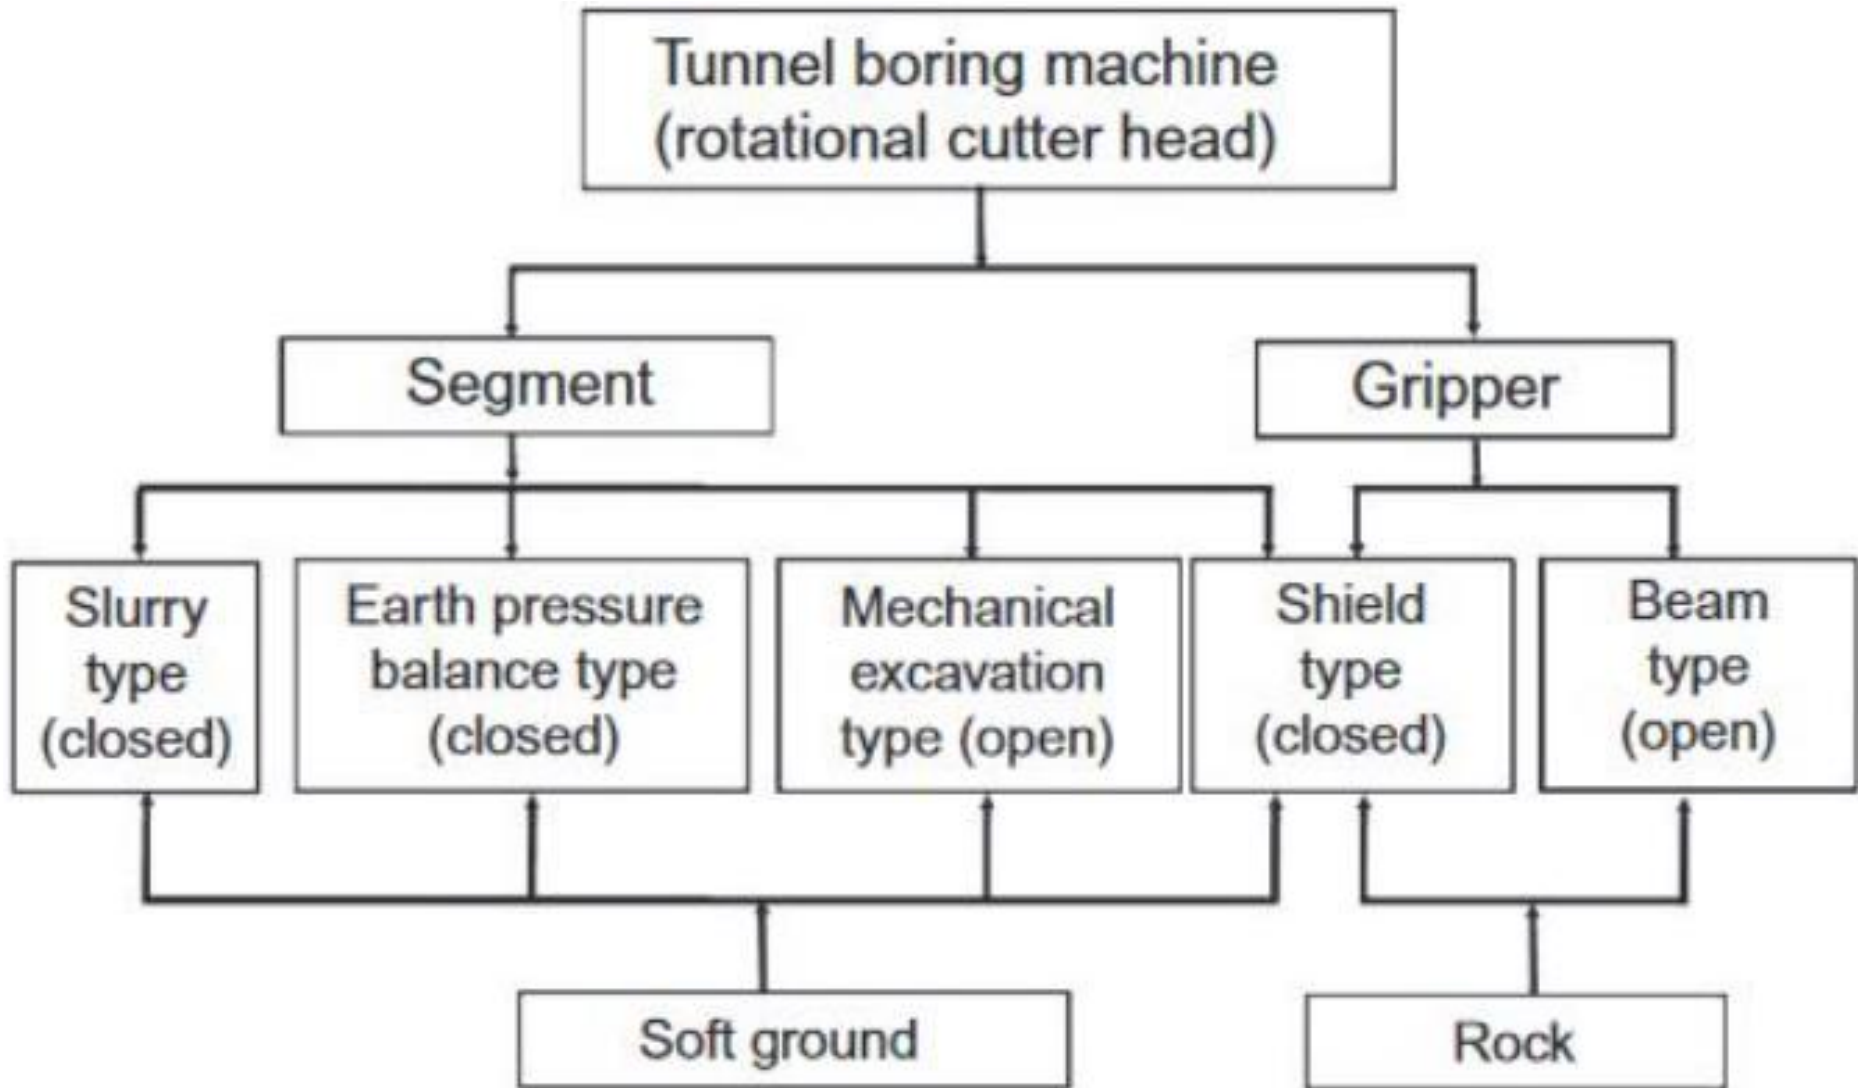 Tunnel boring machine
(rotational cutter head)
Segment
Gripper
Slurry
type
(closed)
Earth pressure
balance type
(closed)
Mechanical
excavation
type (open)
Shield
type
(closed)
Beam
type
(open)
Soft ground
Rock